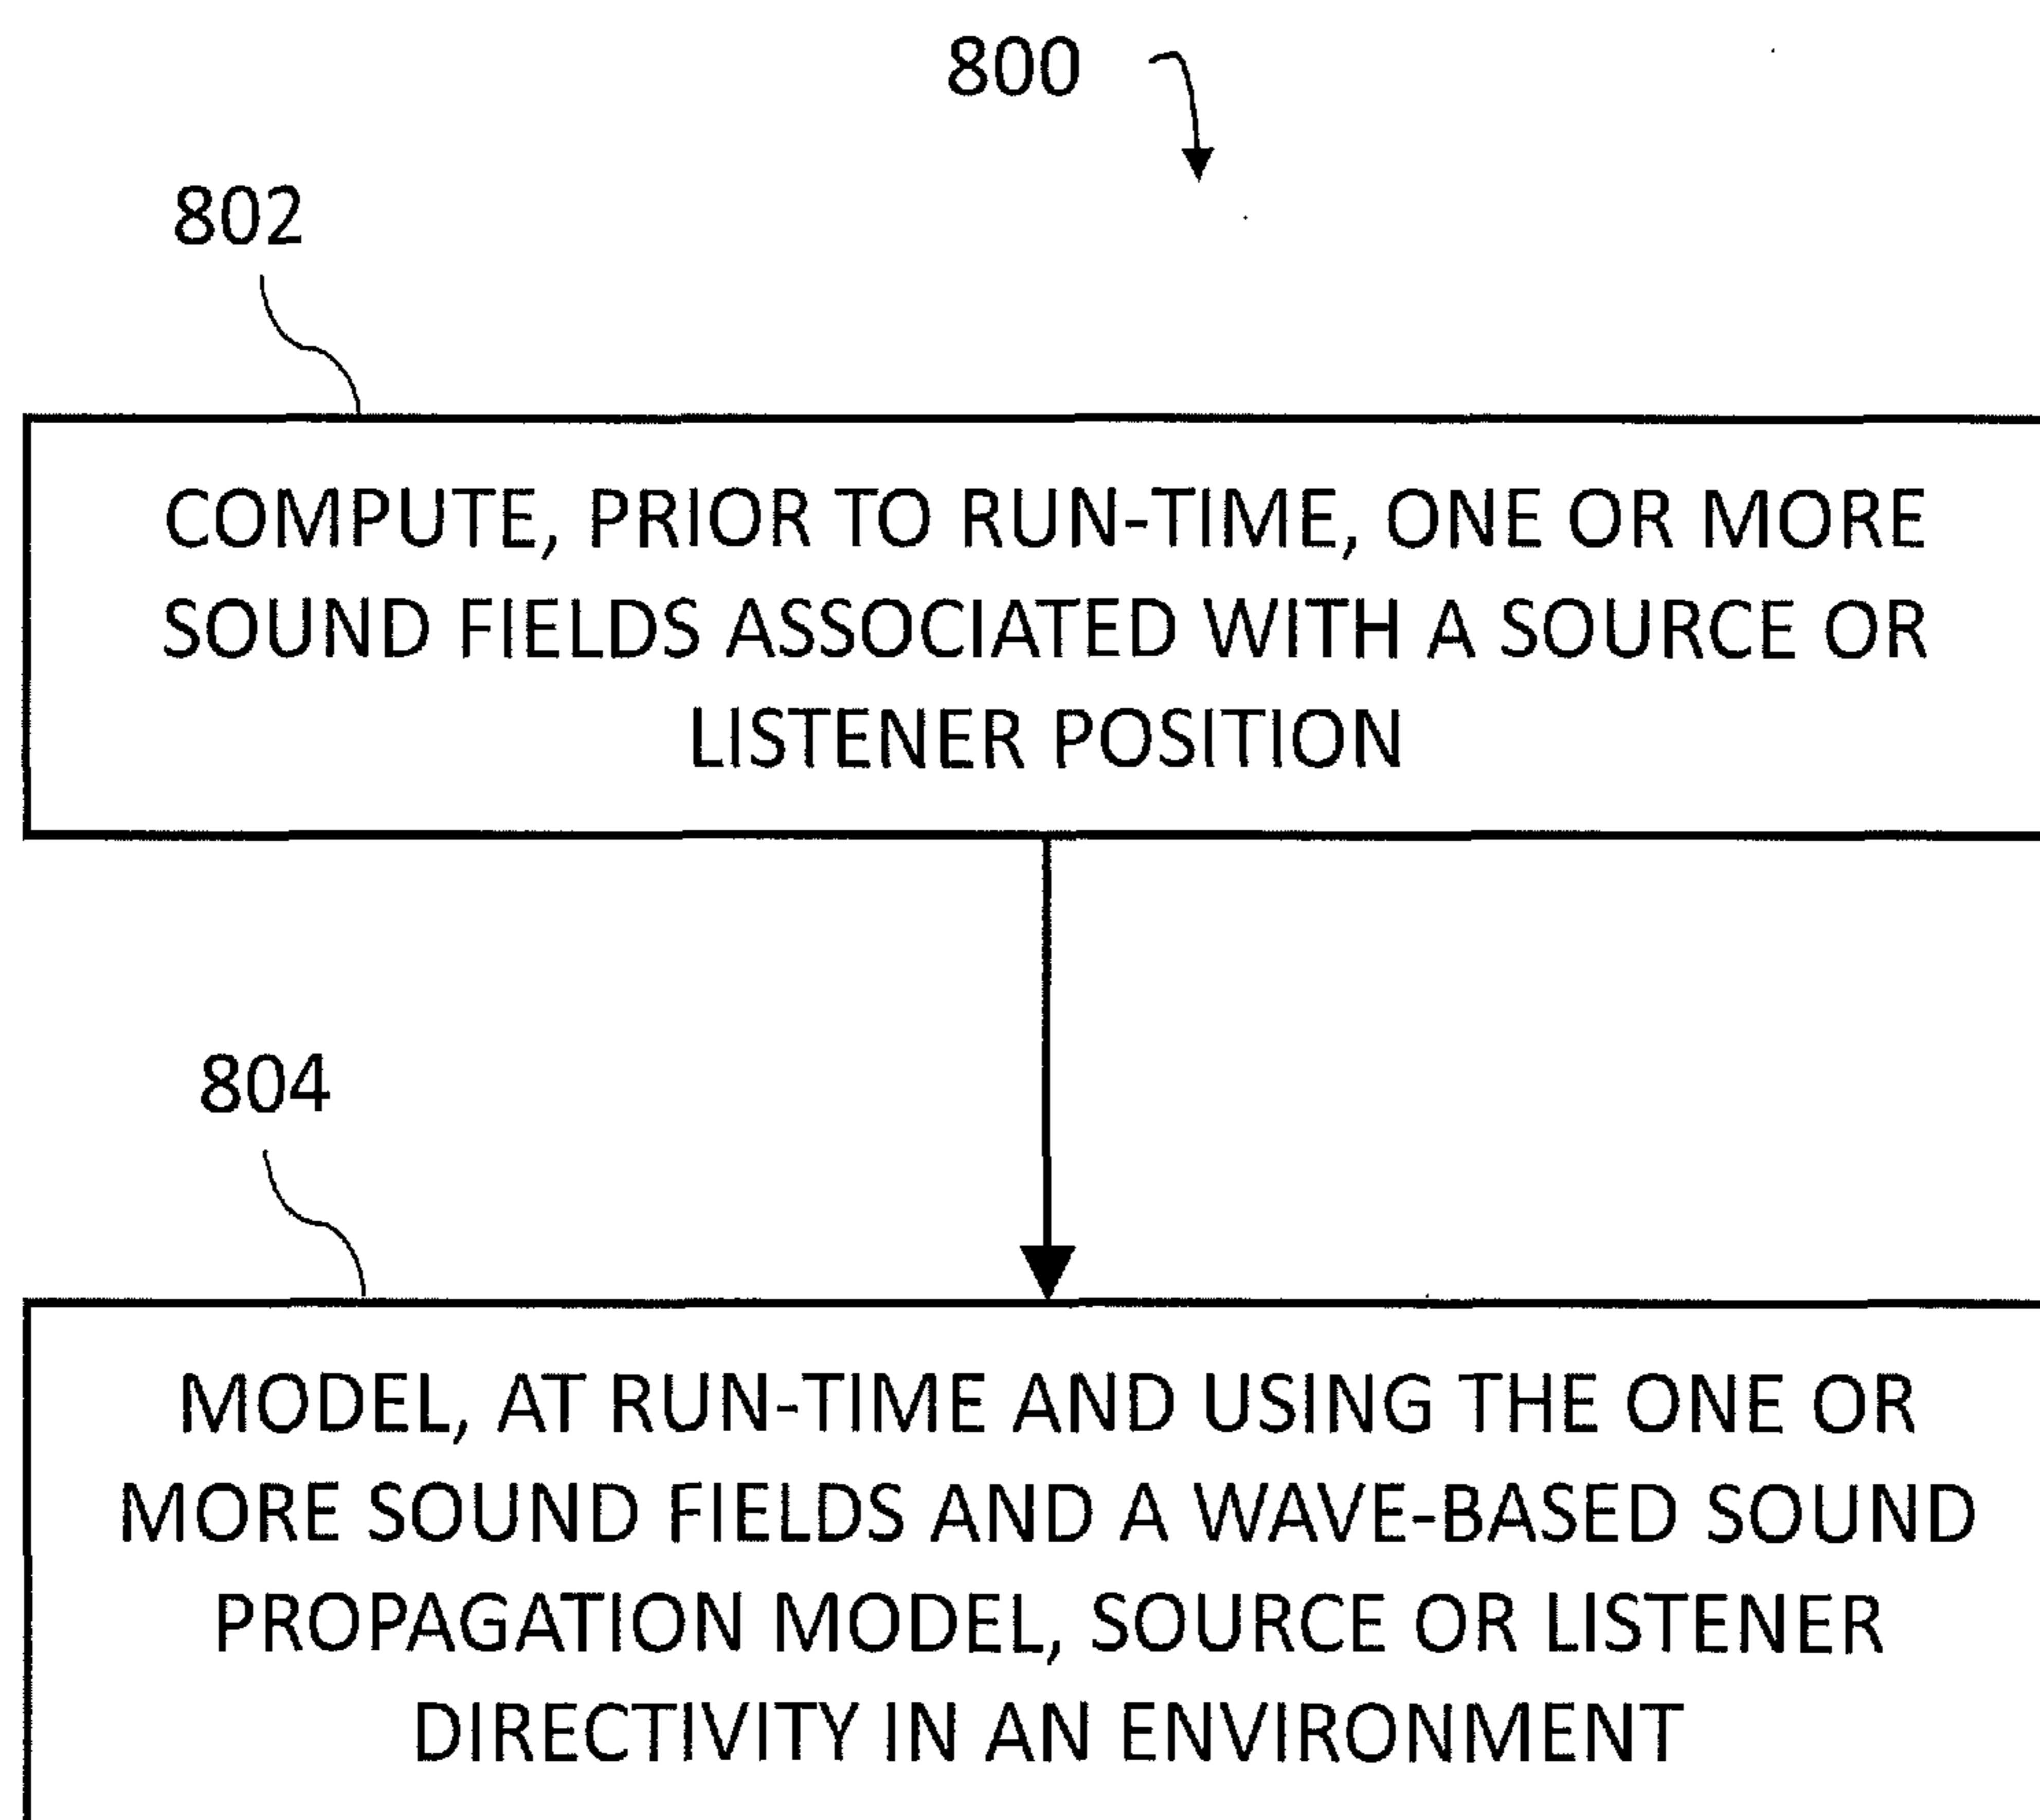 800
802
COMPUTE, PRIOR TO RUN-TIME, ONE OR MORE
SOUND FIELDS ASSOCIATED WITH A SOURCE OR
LISTENER POSITION
804
MODEL, AT RUN-TIME AND USING THE ONE OR
MORE SOUND FIELDS AND A WAVE-BASED SOUND
PROPAGATION MODEL, SOURCE OR LISTENER
DIRECTIVITY IN AN ENVIRONMENT